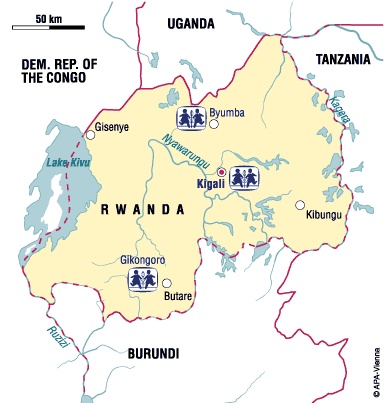 50 km
UGANDA
TANZANIA
DEM. REP. OF
THE CONGO
Kagera
Byumba
Gisenye
Nyawarungu
Lake Kivu
Kigali
RWANDA
Kibungu
Gikongoro
Butare
Ruzizi
BURUNDI
© APA-Vienna